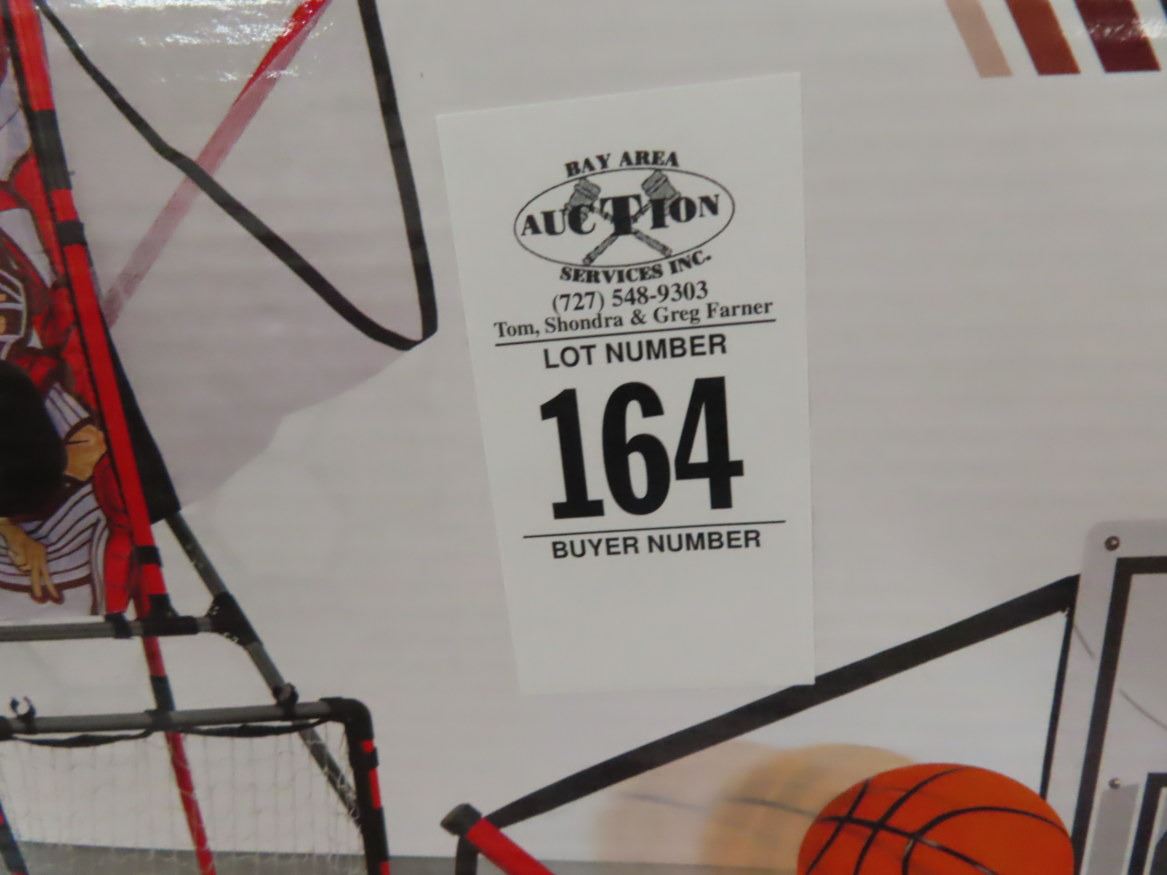 BAY AREA
AUCTION
SERVICES INC.
(727) 548-9303
Tom, Shondra & Greg Farner
LOT NUMBER
164
BUYER NUMBER